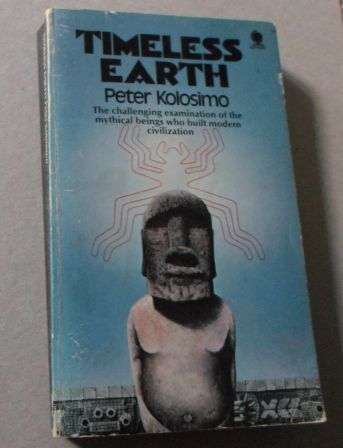 TIMELESS
EARTH
Peter Kolosimo
The challenging examination of the
mythical beings who built modern
civilization